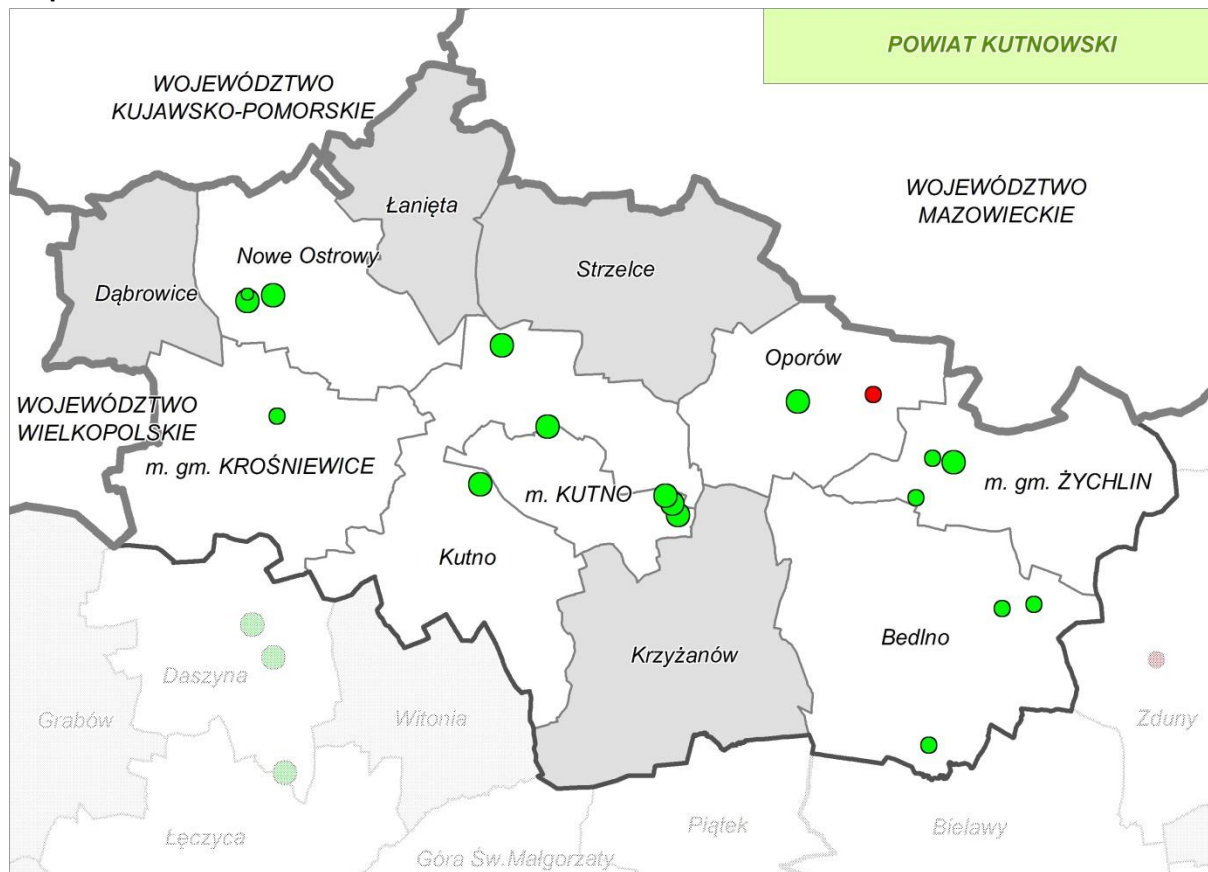 POWIAT KUTNOWSKI
WOJEWÓDZTWO
KUJAWSKO-POMORSKIE
WOJEWÓDZTWO
MAZOWIECKIE
Łanięta
Nowe Ostrowy
Strzelce
Dąbrowice
Oporów
WOJEWÓDZTWO
WIELKOPOLSKIE
m. gm. KROŚNIEWICE
m. KUTNO
m. gm. ŻYCHLIN
Kutno
Bedlno
Krzyżanów
Daszyna
Grabów
Witonia
Zduny
Piątek
Bielawy
Łęczyca
Góra Św.Małgorzaty